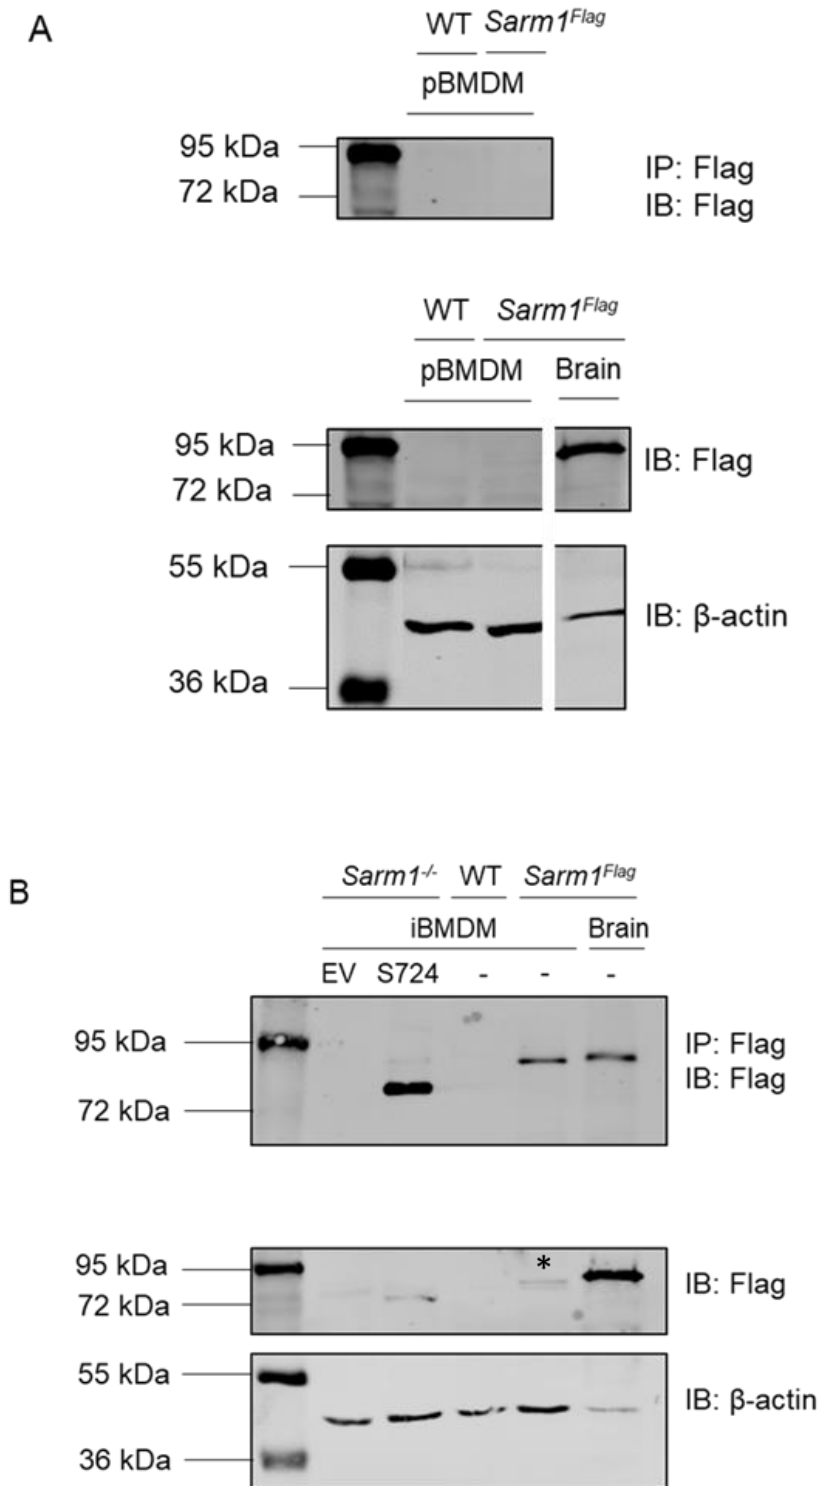 A
WT Sarm1Flag
pBMDM
95 kDa
72 kDa
IP: Flag
IB: Flag
WT Sarm1Flag
pBMDM Brain
95 kDa
72 kDa
IB: Flag
55 kDa
36 kDa
IB: β-actin
B
Sarm1-/- WT Sarm1Flag
iBMDM Brain
EV S724 - - -
95 kDa
72 kDa
IP: Flag
IB: Flag
*
95 kDa
72 kDa
IB: Flag
55 kDa
36 kDa
IB: β-actin